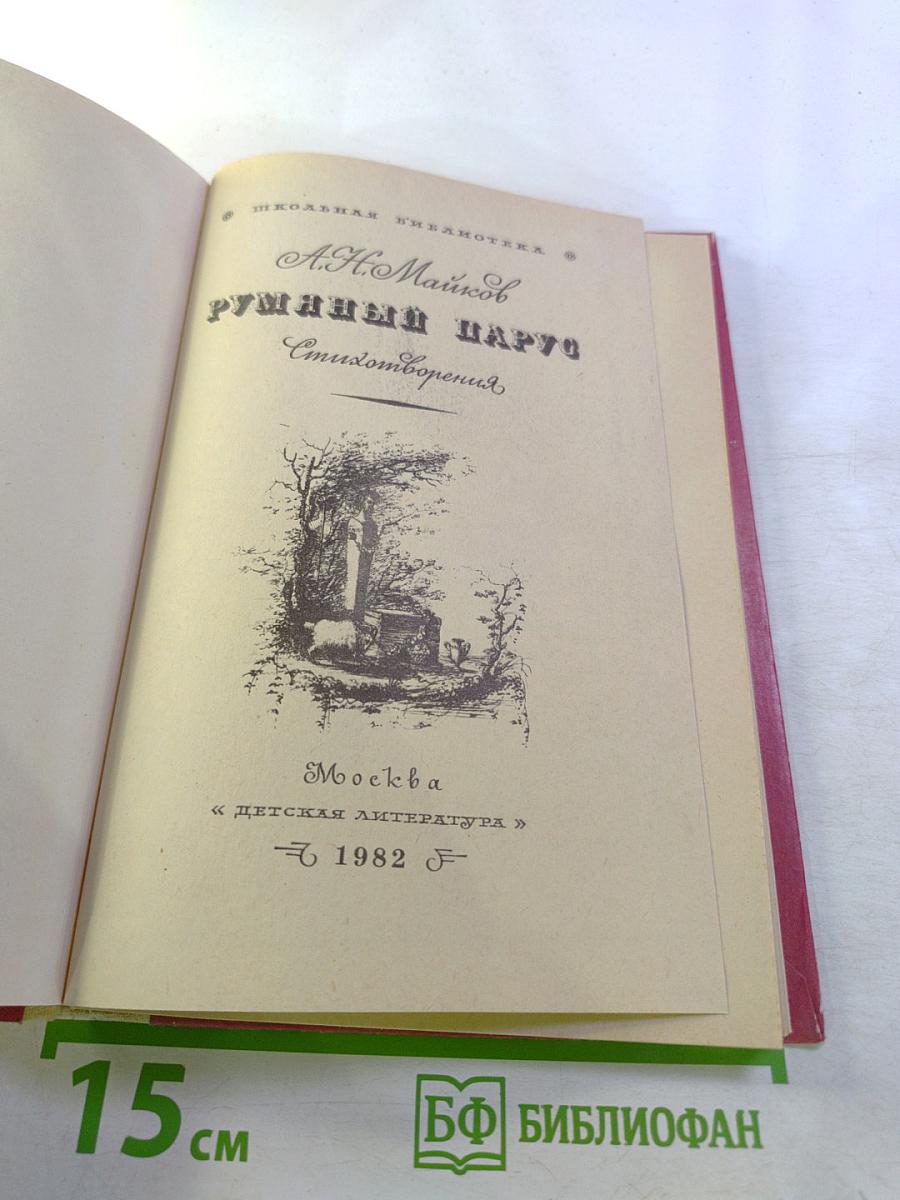 ШКОЛЬНАЯ БИБЛИОТЕКА
А.Н.Майков
РУМЯНЫЙ ПАРУС
Стихотворения
Москва
« ДЕТСКАЯ ЛИТЕРАТУРА »
1982
15 см
БФ БИБЛИОФАН